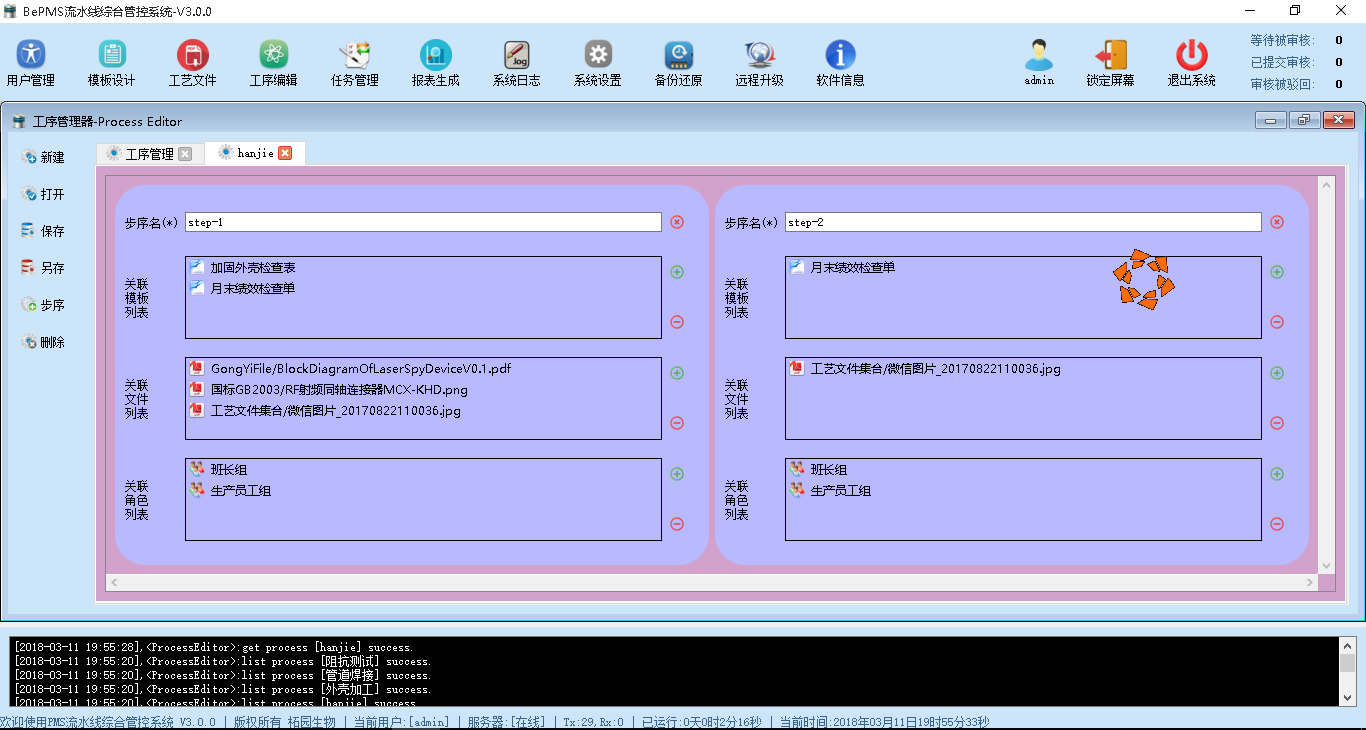 BePMS流水线综合管控系统-V3.0.0
用户管理 模板设计 工艺文件 工序编辑 任务管理 报表生成 系统日志 系统设置 备份还原 远程升级 软件信息 admin 锁定屏幕 退出系统
等待被审核: 0
已提交审核: 0
审核被驳回: 0
工序管理器-Process Editor
新建
打开
保存
另存
步序
删除
工序管理 hanjie
步序名(*) step-1
关联
模板
列表
加固外壳检查表
月末绩效检查单
关联
文件
列表
GongYiFile/BlockDiagramOfLaserSpyDeviceV0.1.pdf
国标GB2003/RF射频同轴连接器MCX-KHD.png
工艺文件集合/微信图片_20170822110036.jpg
关联
角色
列表
班长组
生产员工组
步序名(*) step-2
关联
模板
列表
月末绩效检查单
关联
文件
列表
工艺文件集合/微信图片_20170822110036.jpg
关联
角色
列表
班长组
生产员工组
[2018-03-11 19:55:28],<ProcessEditor>:get process [hanjie] success.
[2018-03-11 19:55:20],<ProcessEditor>:list process [阻抗测试] success.
[2018-03-11 19:55:20],<ProcessEditor>:list process [管道焊接] success.
[2018-03-11 19:55:20],<ProcessEditor>:list process [外壳加工] success.
[2018-03-11 19:55:20],<ProcessEditor>:list process [hanjie] success.
欢迎使用PMS流水线综合管控系统 V3.0.0 | 版权所有 柘园生物 | 当前用户:[admin] | 服务器:[在线] | Tx:29,Rx:0 | 已运行:0天0时2分16秒 | 当前时间:2018年03月11日19时55分33秒